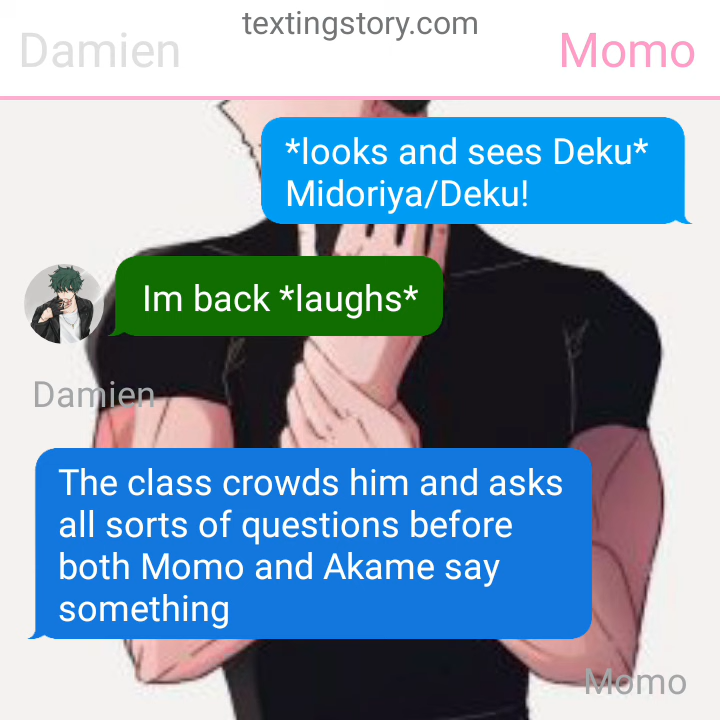 textingstory.com
Damien
Momo
*looks and sees Deku*
Midoriya/Deku!
Im back *laughs*
Damien
The class crowds him and asks
all sorts of questions before
both Momo and Akame say
something
Momo